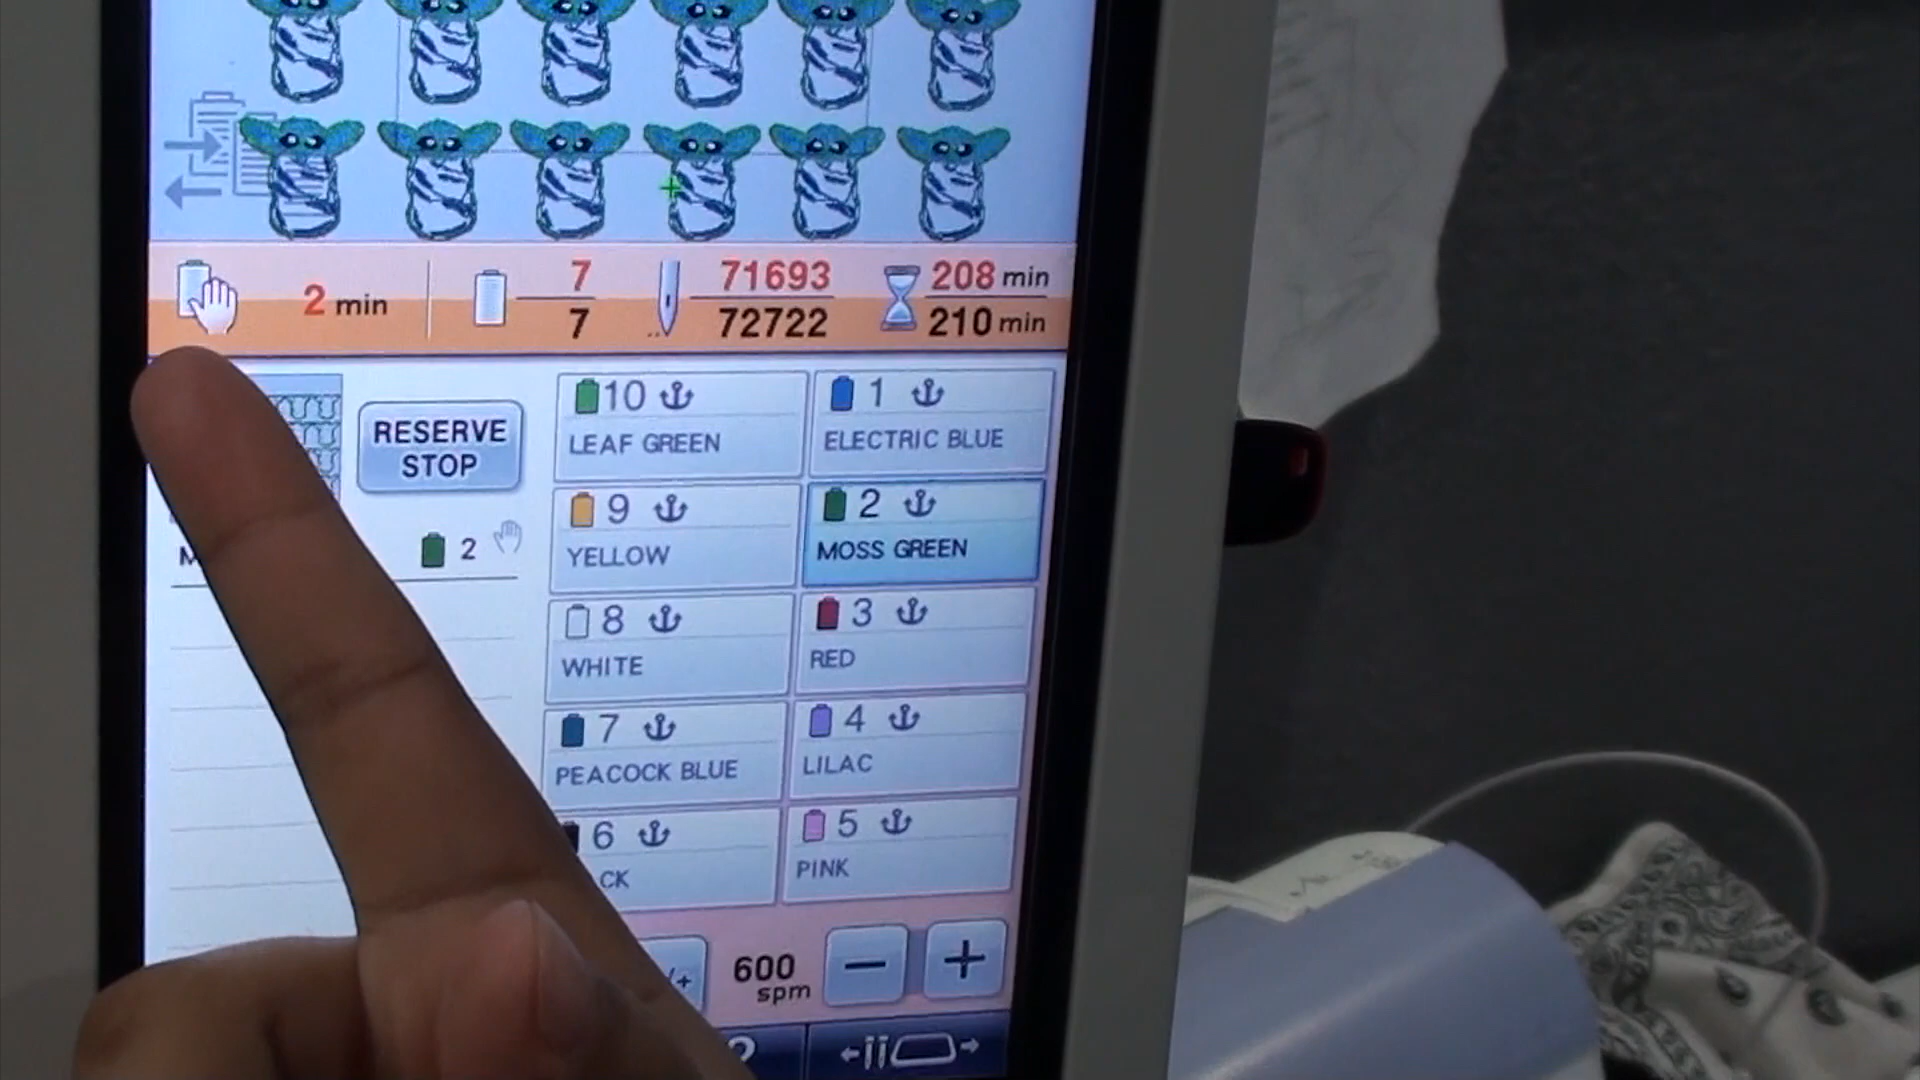 2 min
7
7
71693
72722
208 min
210 min
RESERVE
STOP
2
10
LEAF GREEN
1
ELECTRIC BLUE
9
YELLOW
2
MOSS GREEN
8
WHITE
3
RED
7
PEACOCK BLUE
4
LILAC
6
CK
5
PINK
600
spm
− +